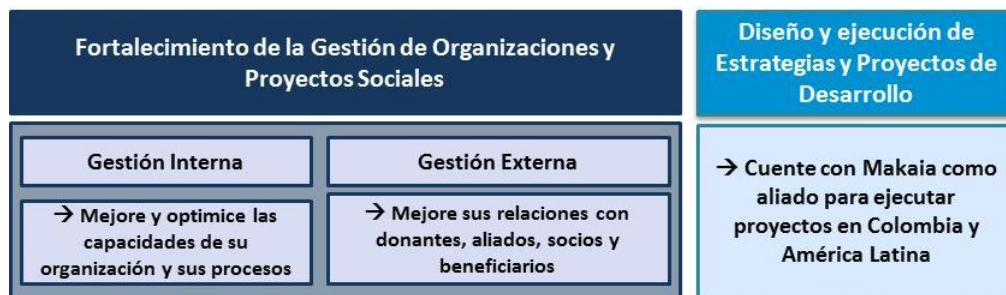 Fortalecimiento de la Gestión de Organizaciones y
Proyectos Sociales
Gestión Interna
→ Mejore y optimice las
capacidades de su
organización y sus procesos
Gestión Externa
→ Mejore sus relaciones con
donantes, aliados, socios y
beneficiarios
Diseño y ejecución de
Estrategias y Proyectos de
Desarrollo
→ Cuente con Makaia como
aliado para ejecutar
proyectos en Colombia y
América Latina